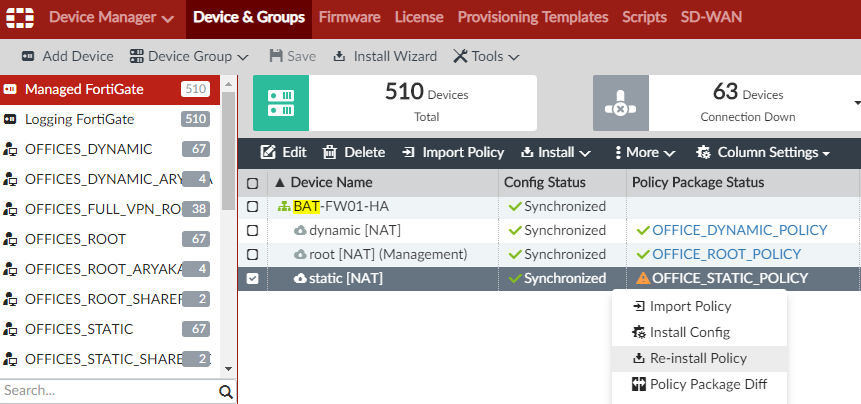 Device Manager Device & Groups Firmware License Provisioning Templates Scripts SD-WAN
Add Device Device Group Save Install Wizard Tools
Managed FortiGate 510
Logging FortiGate 510
OFFICES_DYNAMIC 67
OFFICES_DYNAMIC_ARYAKA 4
OFFICES_FULL_VPN_RO 38
OFFICES_ROOT 67
OFFICES_ROOT_ARYAKA 4
OFFICES_ROOT_SHAREF 2
OFFICES_STATIC 67
OFFICES_STATIC_SHARE 2
Search...
510 Devices
Total
63 Devices
Connection Down
Edit Delete Import Policy Install More Column Settings
Device Name Config Status Policy Package Status
BAT-FW01-HA Synchronized
dynamic [NAT] Synchronized OFFICE_DYNAMIC_POLICY
root [NAT] (Management) Synchronized OFFICE_ROOT_POLICY
static [NAT] Synchronized OFFICE_STATIC_POLICY
Import Policy
Install Config
Re-install Policy
Policy Package Diff